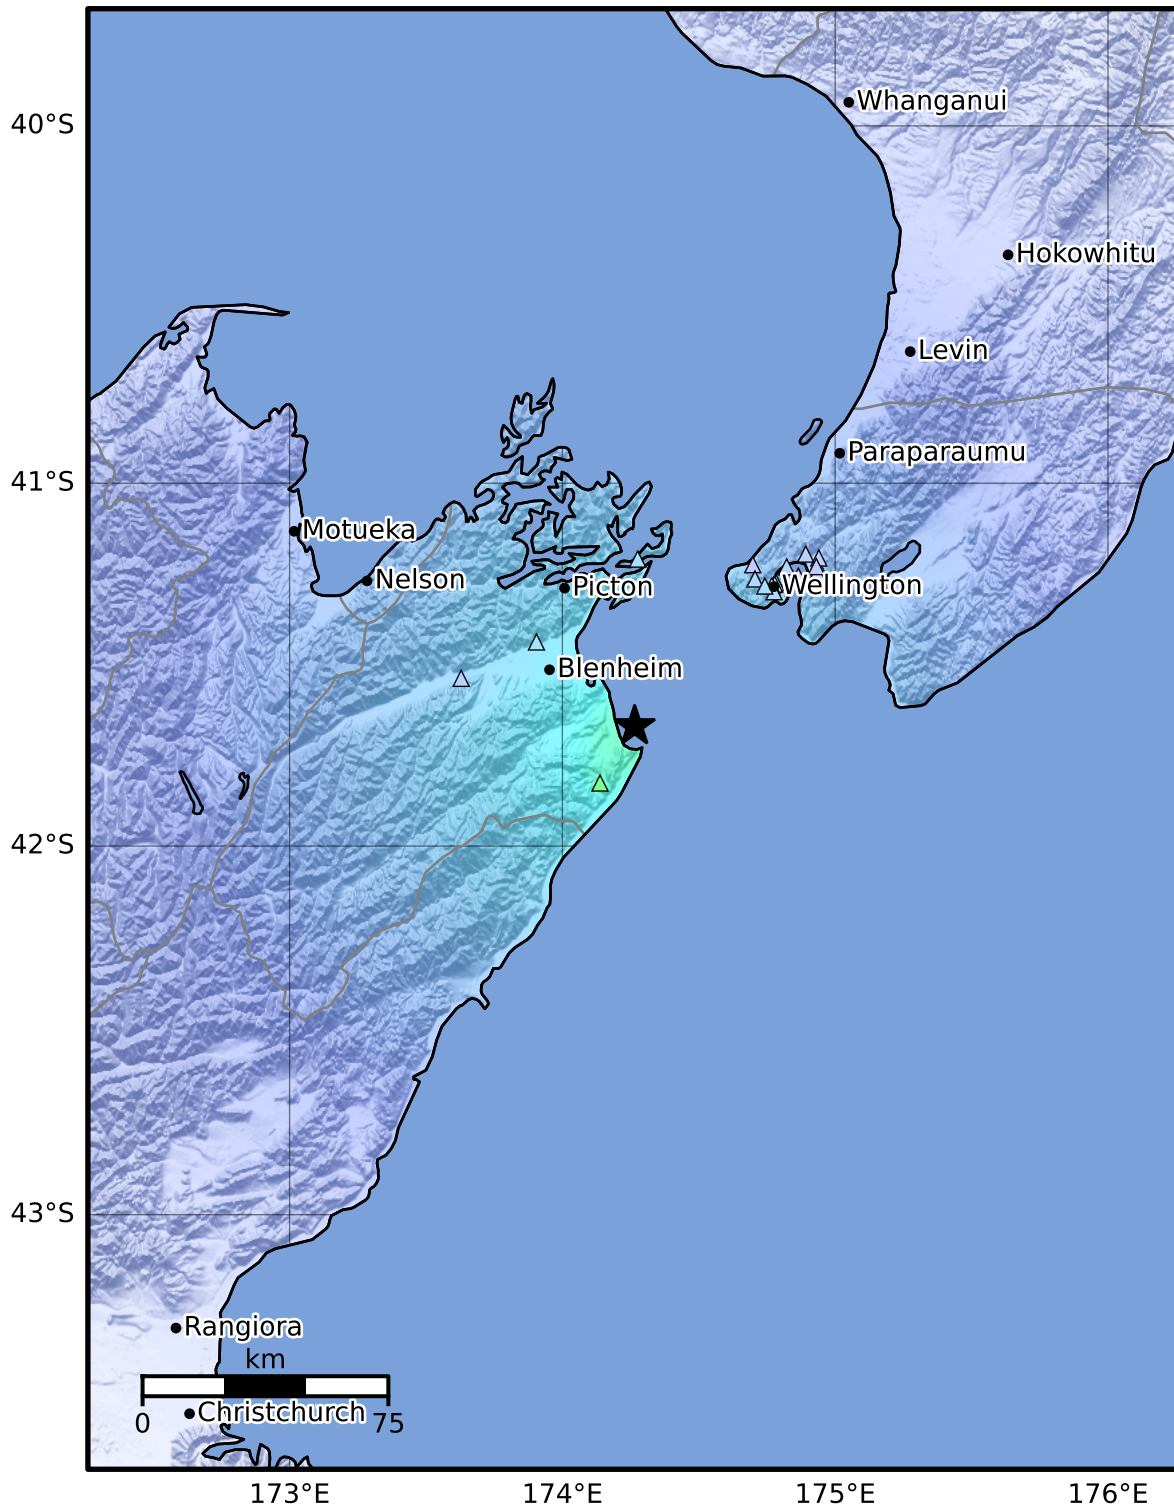 Whanganui
40°S
Hokowhitu
Levin
Paraparaumu
41°S
Motueka
Nelson
Picton
Wellington
Blenheim
42°S
43°S
Rangiora
km
Christchurch
0
75
173°E
174°E
175°E
176°E